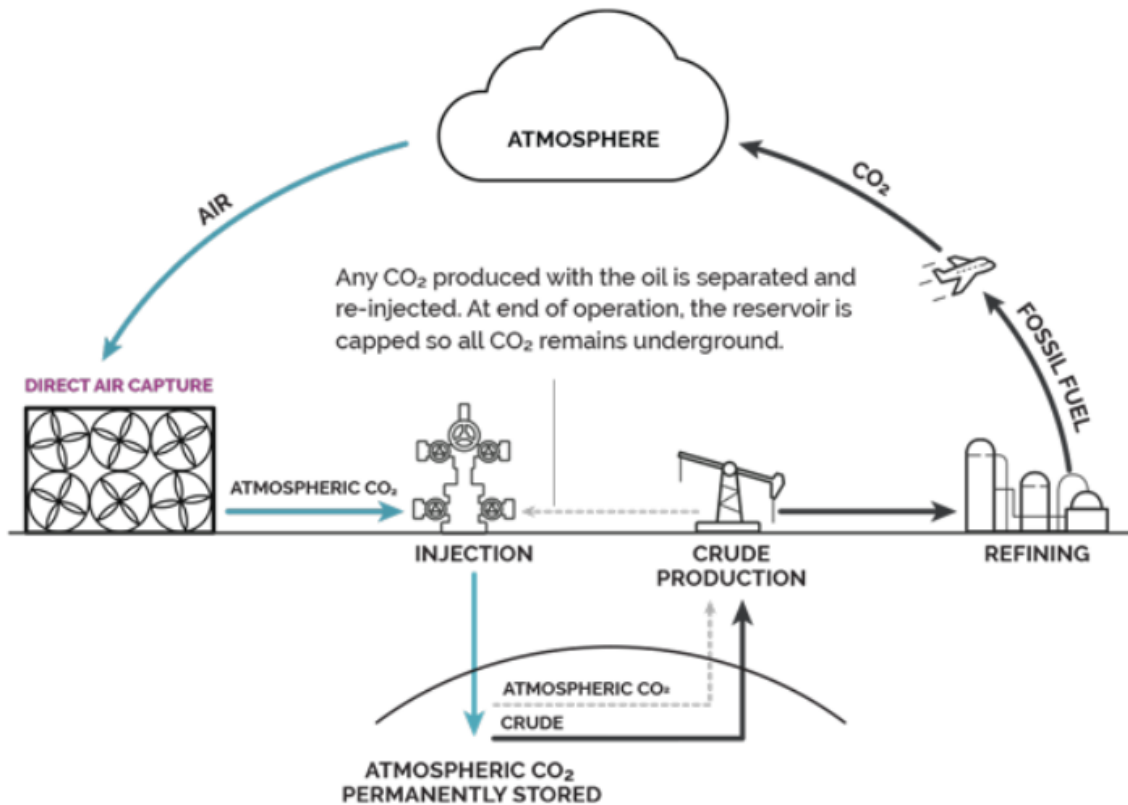 ATMOSPHERE
AIR
CO₂
Any CO₂ produced with the oil is separated and
re-injected. At end of operation, the reservoir is
capped so all CO₂ remains underground.
FOSSIL FUEL
DIRECT AIR CAPTURE
ATMOSPHERIC CO₂
INJECTION
CRUDE
PRODUCTION
REFINING
ATMOSPHERIC CO₂
CRUDE
ATMOSPHERIC CO₂
PERMANENTLY STORED